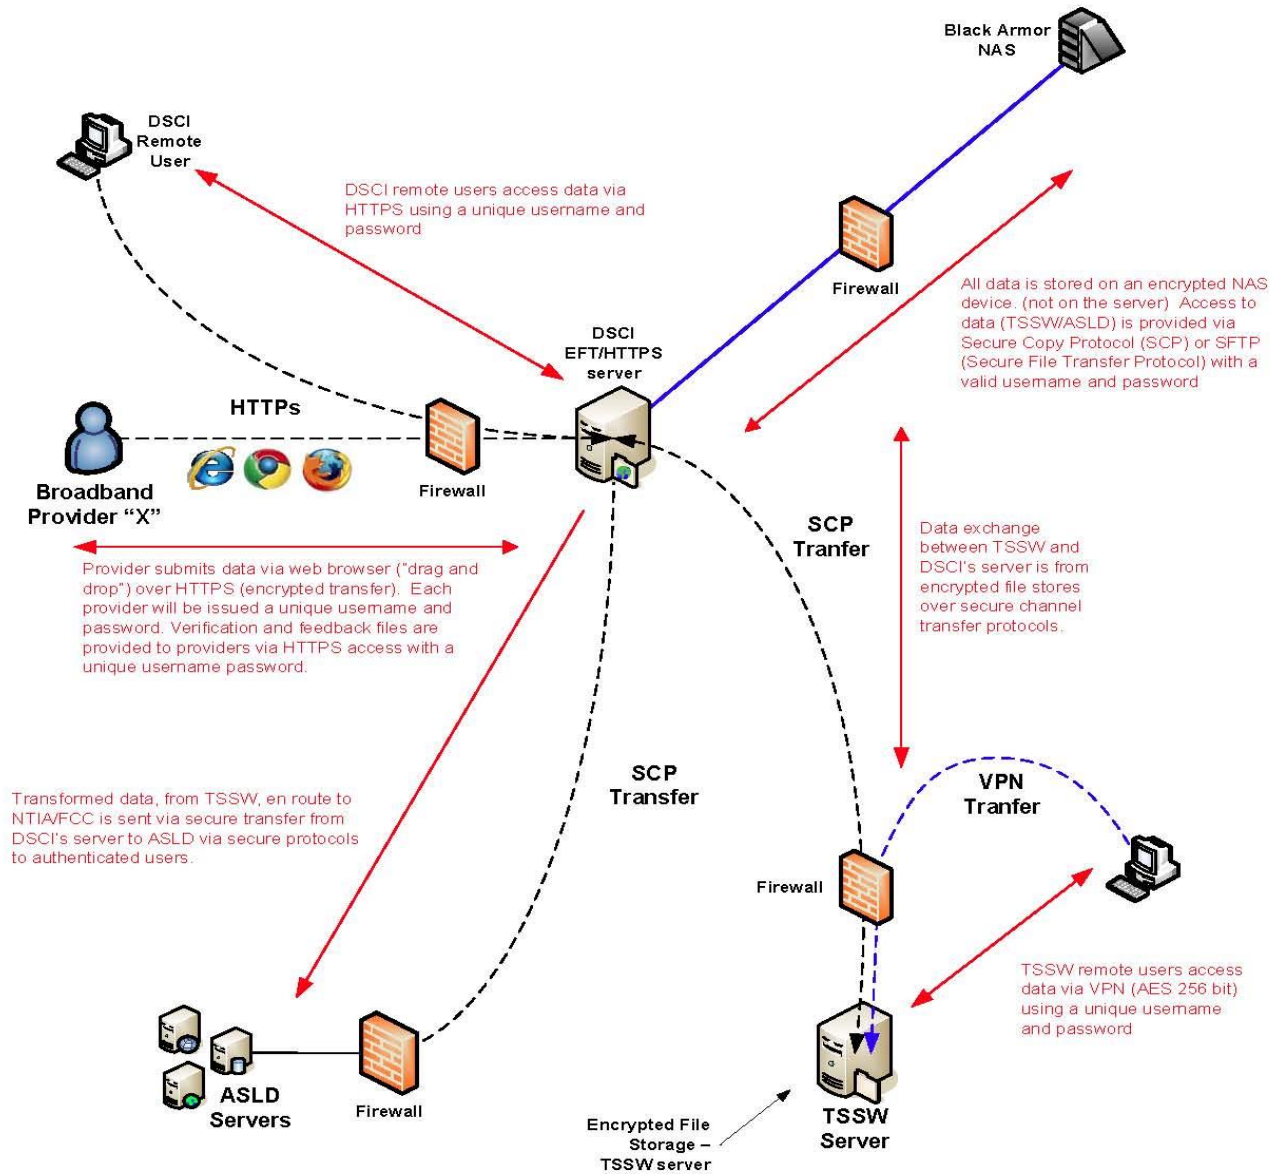 Black Armor
NAS
DSCI
Remote
User
DSCI remote users access data via
HTTPS using a unique username and
password
Firewall
All data is stored on an encrypted NAS
device. (not on the server)  Access to
data (TSSW/ASLD) is provided via
Secure Copy Protocol (SCP) or SFTP
(Secure File Transfer Protocol) with a
valid username and password
DSCI
EFT/HTTPS
server
HTTPs
Broadband
Provider “X”
Firewall
Provider submits data via web browser (“drag and
drop”) over HTTPS (encrypted transfer).  Each
provider will be issued a unique username and
password. Verification and feedback files are
provided to providers via HTTPS access with a
unique username password.
SCP
Tranfer
Data exchange
between TSSW and
DSCI's server is from
encrypted file stores
over secure channel
transfer protocols.
SCP
Transfer
VPN
Tranfer
Transformed data, from TSSW, en route to
NTIA/FCC is sent via secure transfer from
DSCI's server to ASLD via secure protocols
to authenticated users.
Firewall
TSSW remote users access
data via VPN (AES 256 bit)
using a unique username
and password
ASLD
Servers
Firewall
TSSW
Server
Encrypted File
Storage –
TSSW server